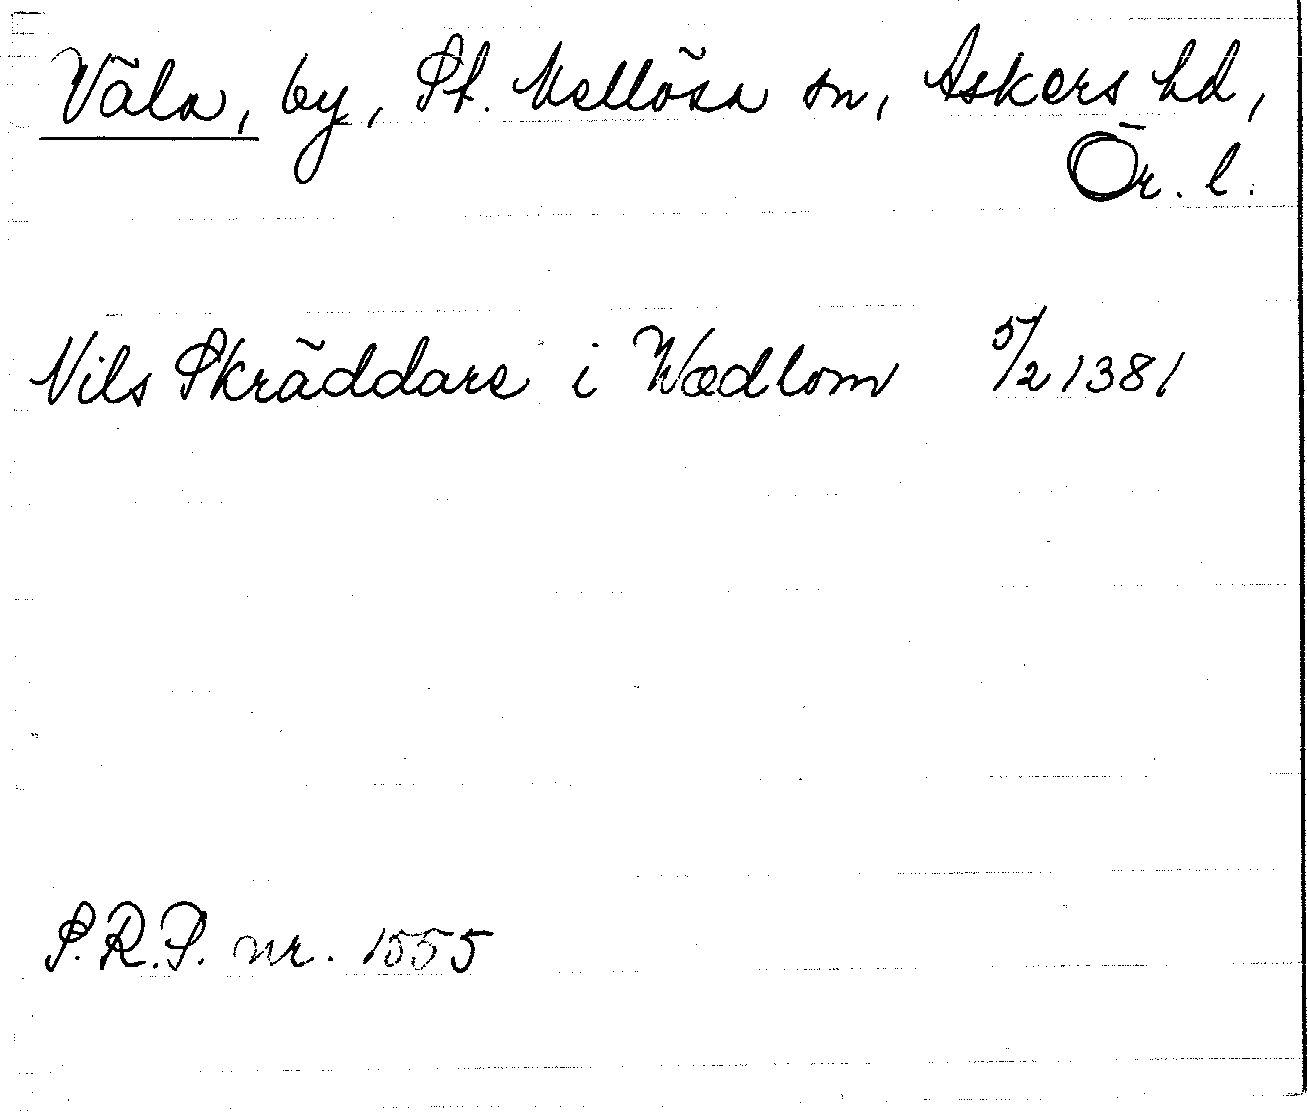 Väla, by, St. Mellösa sn, Askers hd,
Ör. l.
Nils Skräddare i Wædlom 5/2 1381
S.R.P. nr. 1555